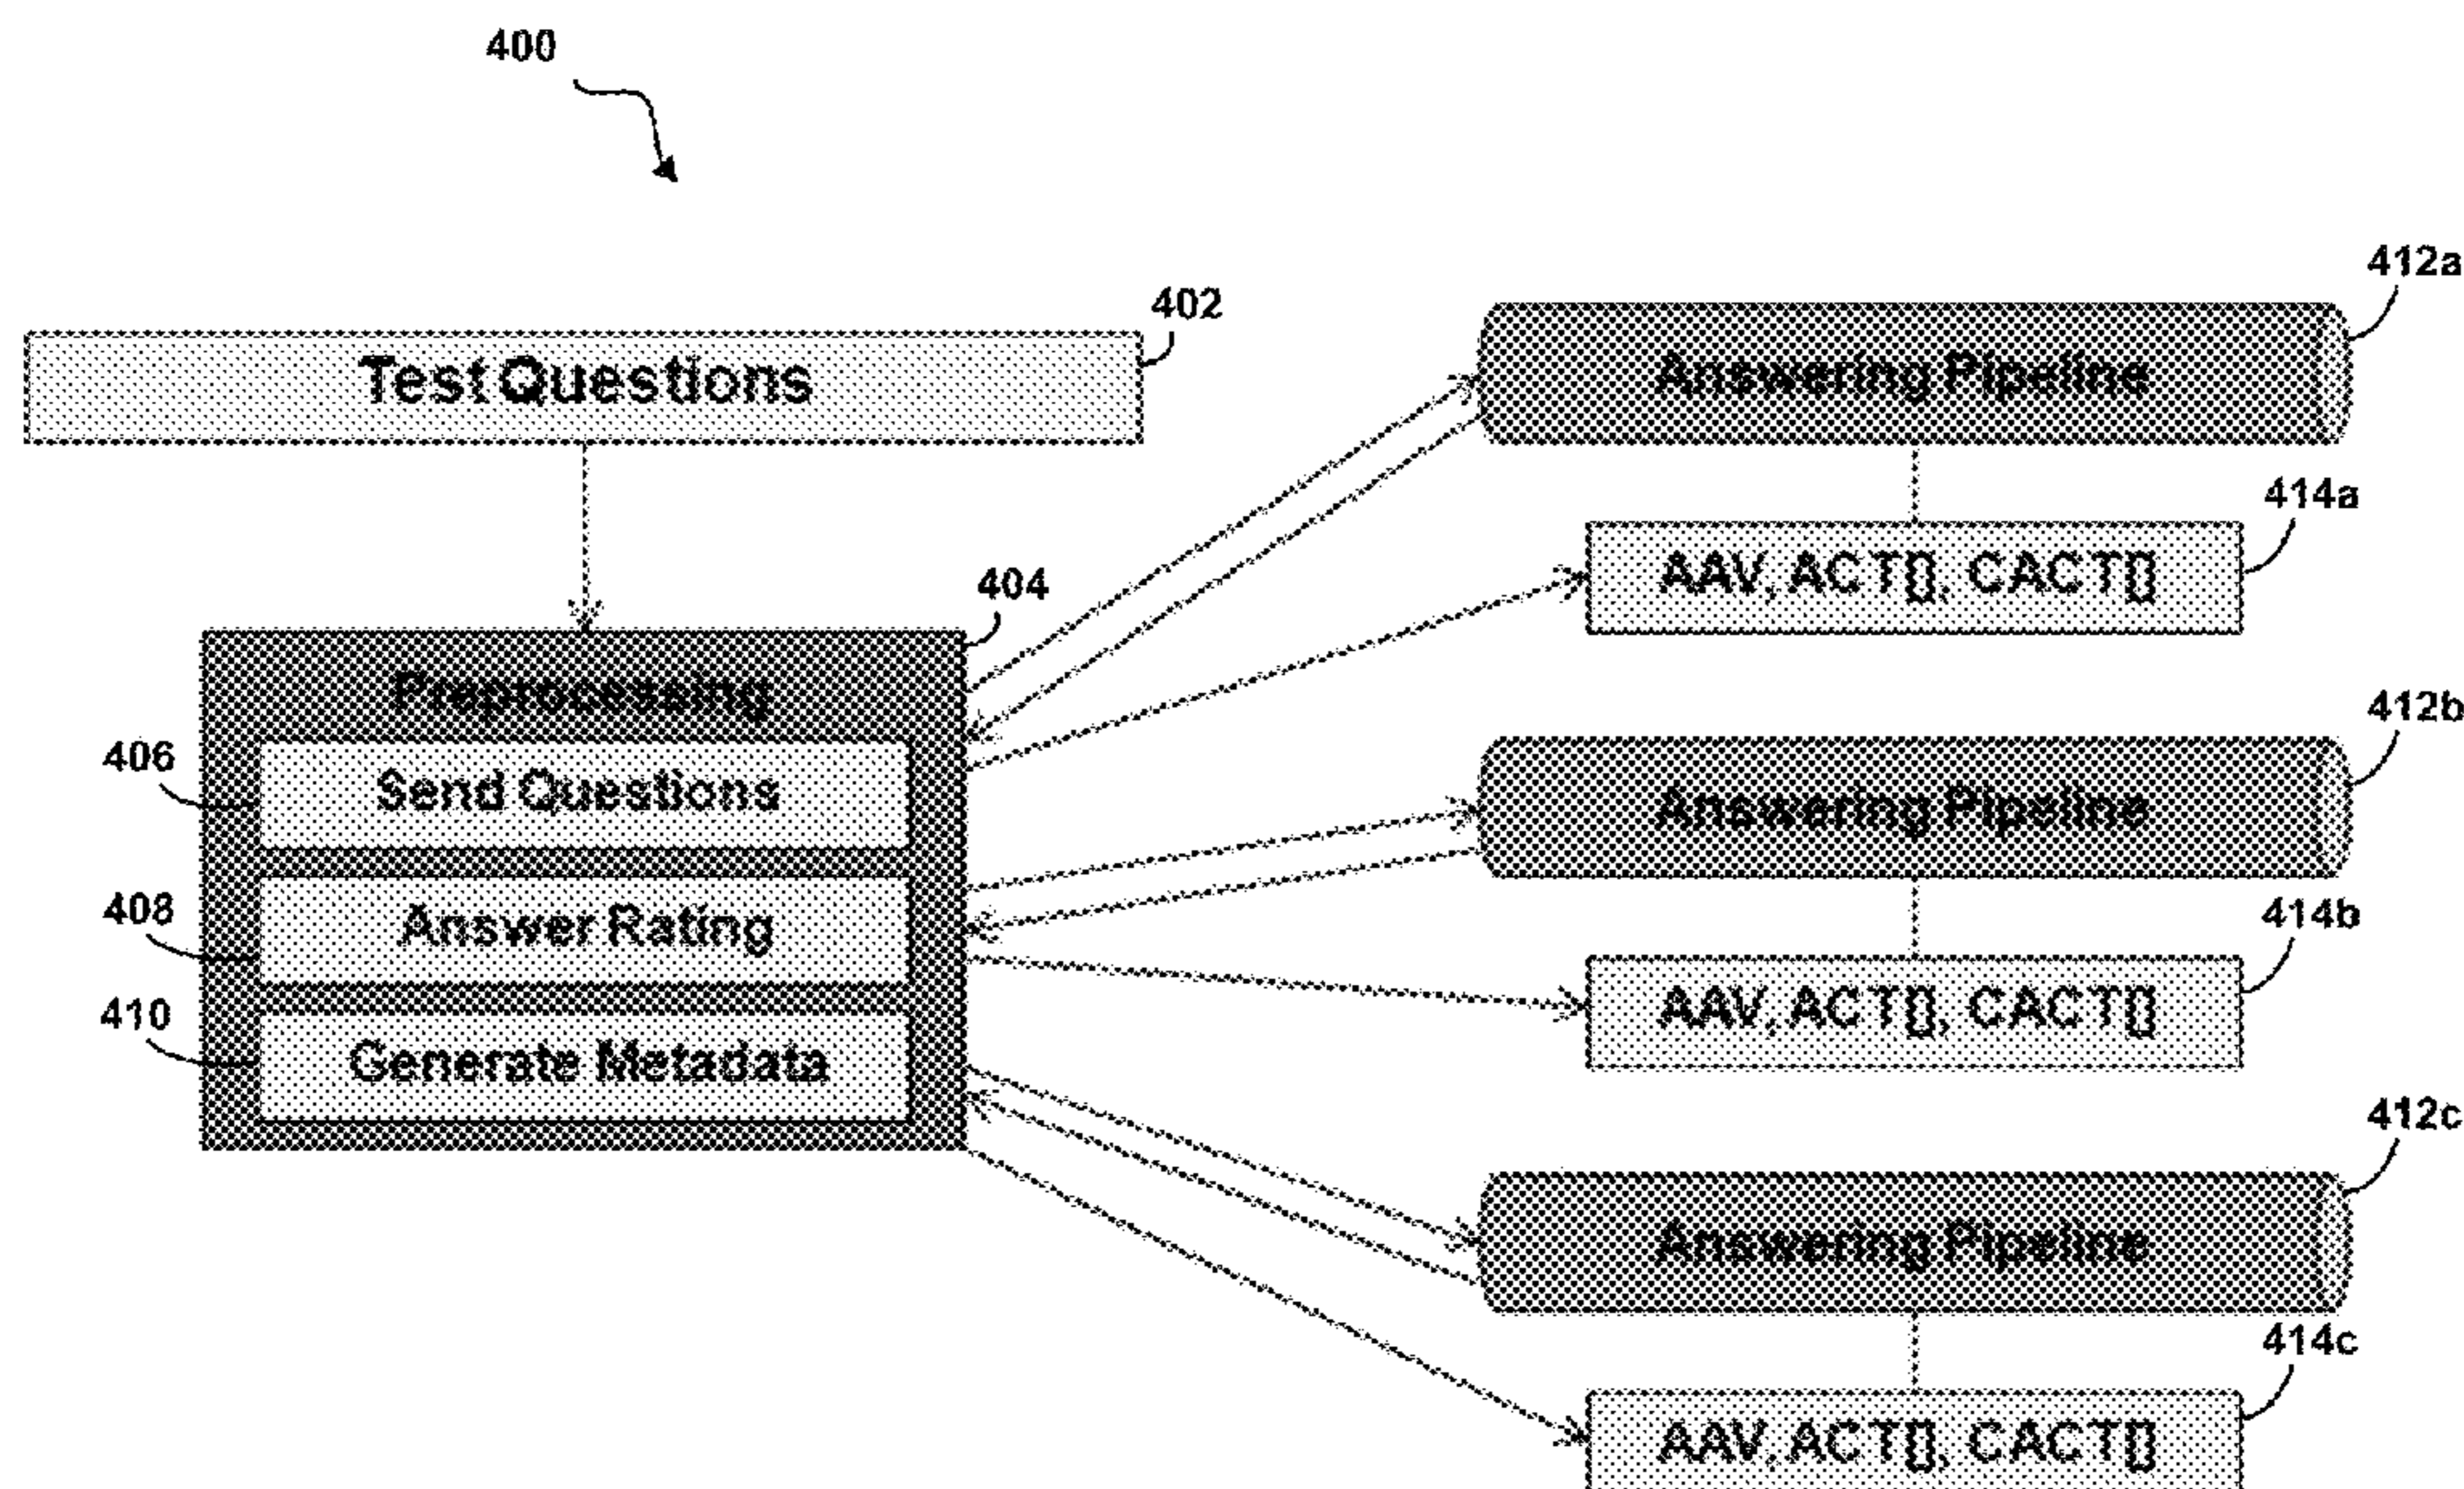 400
412a
402
Test Questions
Answering Pipeline
414a
AAV, ACT[], CACT[]
404
Preprocessing
412b
406
Send Questions
Answering Pipeline
408
Answer Rating
414b
410
AAV, ACT[], CACT[]
Generate Metadata
412c
Answering Pipeline
414c
AAV, ACT[], CACT[]